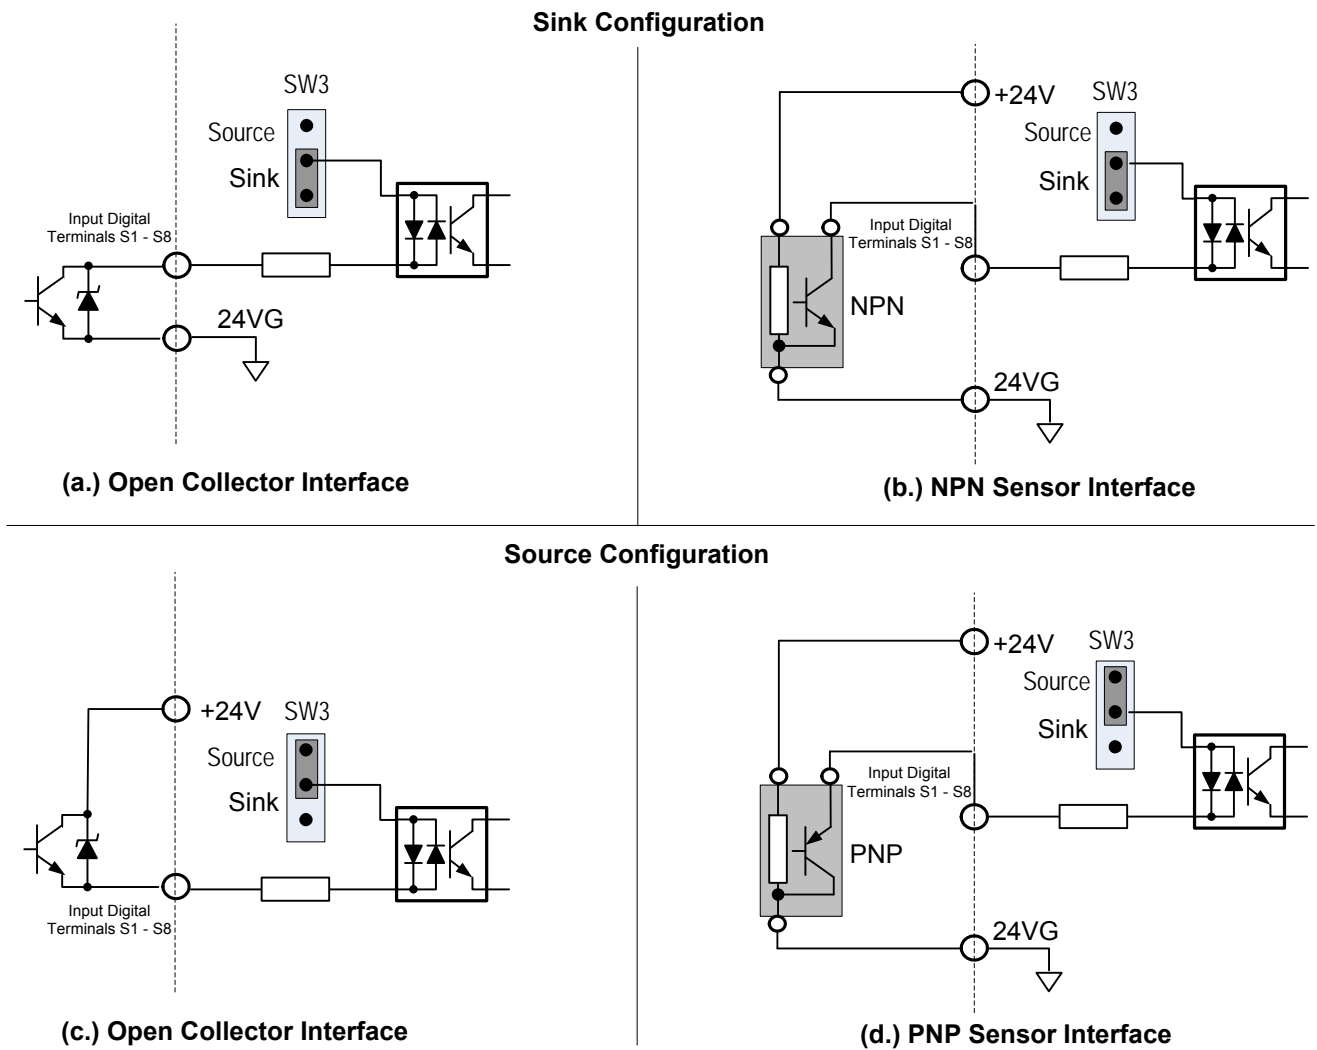 Sink Configuration
SW3
Source
Sink
Input Digital
Terminals S1 - S8
24VG
(a.) Open Collector Interface
+24V
SW3
Source
Sink
Input Digital
Terminals S1 - S8
NPN
24VG
(b.) NPN Sensor Interface
Source Configuration
+24V
SW3
Source
Sink
Input Digital
Terminals S1 - S8
(c.) Open Collector Interface
+24V
SW3
Source
Sink
Input Digital
Terminals S1 - S8
PNP
24VG
(d.) PNP Sensor Interface